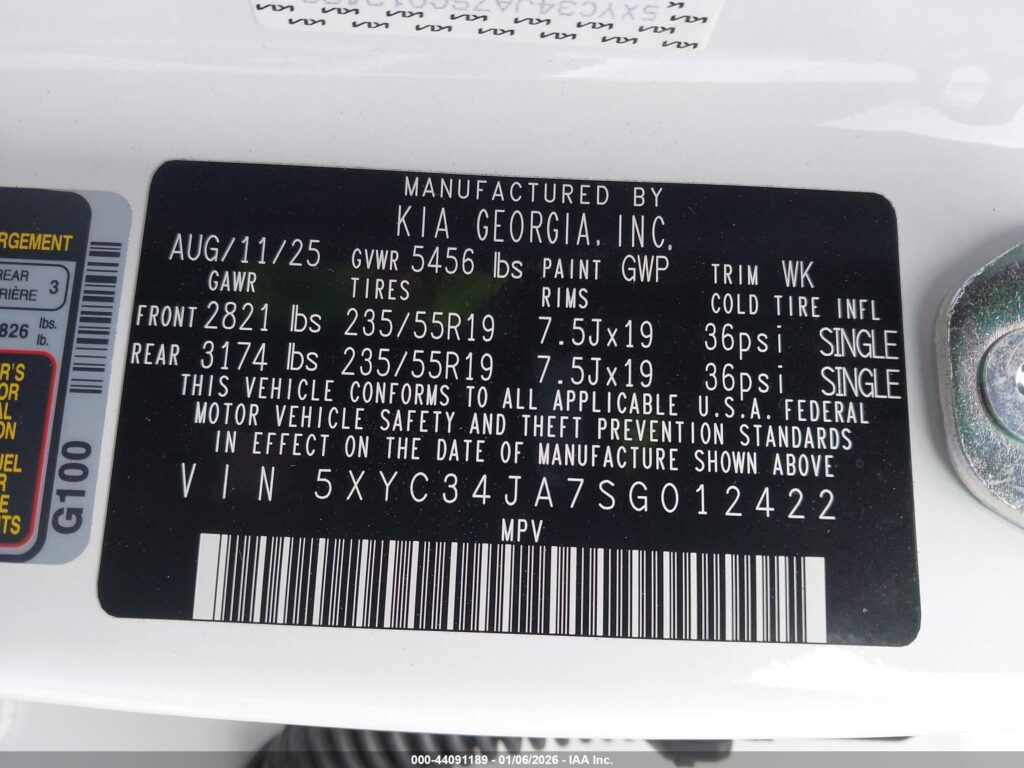 MANUFACTURED BY
KIA GEORGIA, INC.
AUG/11/25 GVWR 5456 lbs PAINT GWP TRIM WK
GAWR TIRES RIMS COLD TIRE INFL
FRONT 2821 lbs 235/55R19 7.5Jx19 36psi SINGLE
REAR 3174 lbs 235/55R19 7.5Jx19 36psi SINGLE
THIS VEHICLE CONFORMS TO ALL APPLICABLE U.S.A. FEDERAL
MOTOR VEHICLE SAFETY AND THEFT PREVENTION STANDARDS
IN EFFECT ON THE DATE OF MANUFACTURE SHOWN ABOVE
VIN 5XYC34JA7SG012422
MPV
RGEMENT
REAR
RIÈRE 3
826 lbs.
lb.
G100
000-44091189 - 01/06/2026 - IAA Inc.